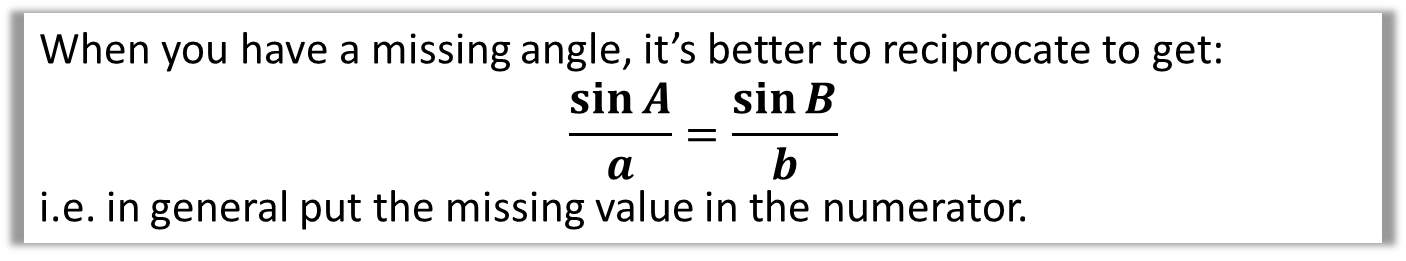 When you have a missing angle, it’s better to reciprocate to get:
sin A / a = sin B / b
i.e. in general put the missing value in the numerator.